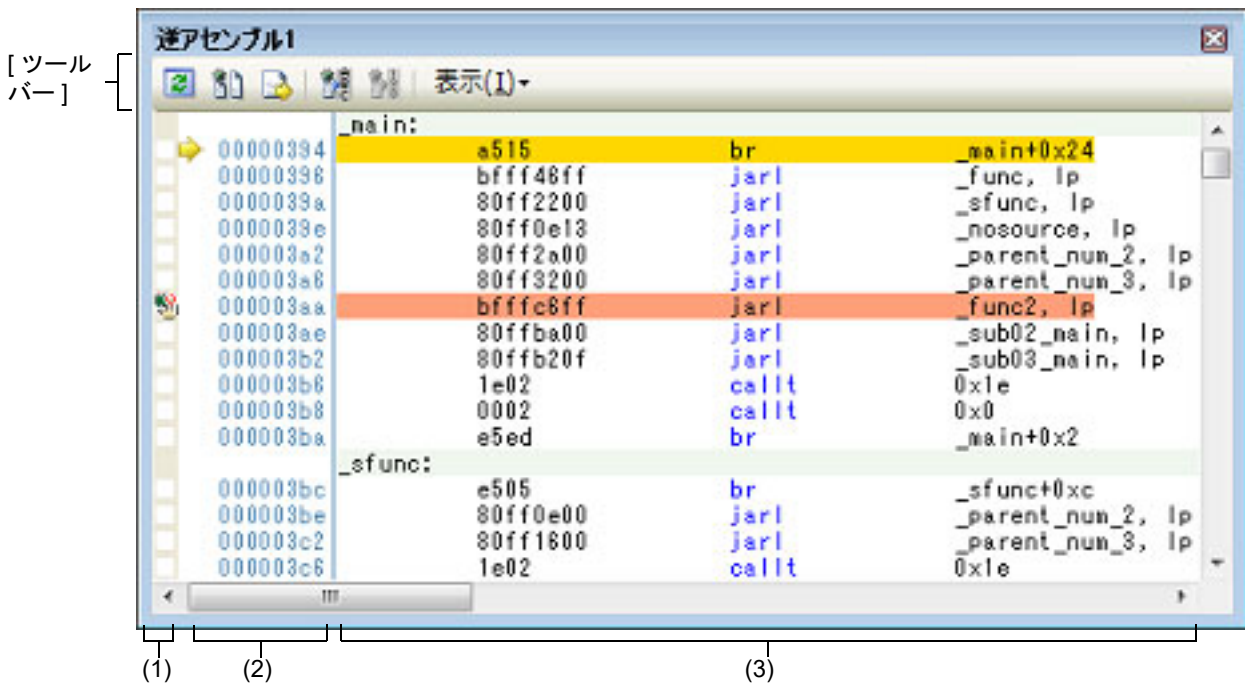 逆アセンブル1
[ ツール
バー ]
表示(I)
_main:
00000394 a515 br _main+0x24
00000396 bfff46ff jarl _func, lp
0000039a 80ff2200 jarl _sfunc, lp
0000039e 80ff0e13 jarl _nosource, lp
000003a2 80ff2a00 jarl _parent_num_2, lp
000003a6 80ff3200 jarl _parent_num_3, lp
000003aa bfffc6ff jarl _func2, lp
000003ae 80ffba00 jarl _sub02_main, lp
000003b2 80ffb20f jarl _sub03_main, lp
000003b6 1e02 callt 0x1e
000003b8 0002 callt 0x0
000003ba e5ed br _main+0x2
_sfunc:
000003bc e505 br _sfunc+0xc
000003be 80ff0e00 jarl _parent_num_2, lp
000003c2 80ff1600 jarl _parent_num_3, lp
000003c6 1e02 callt 0x1e
(1) (2) (3)